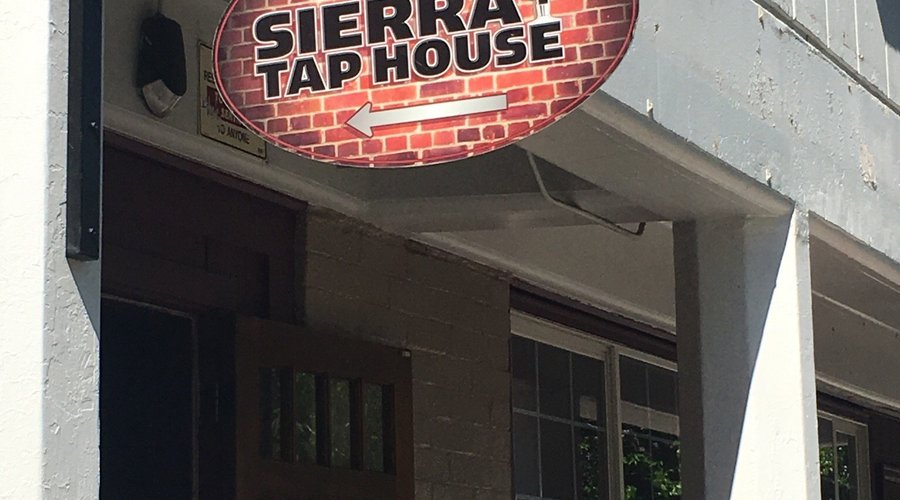 SIERRA
TAP HOUSE
TO ANYONE